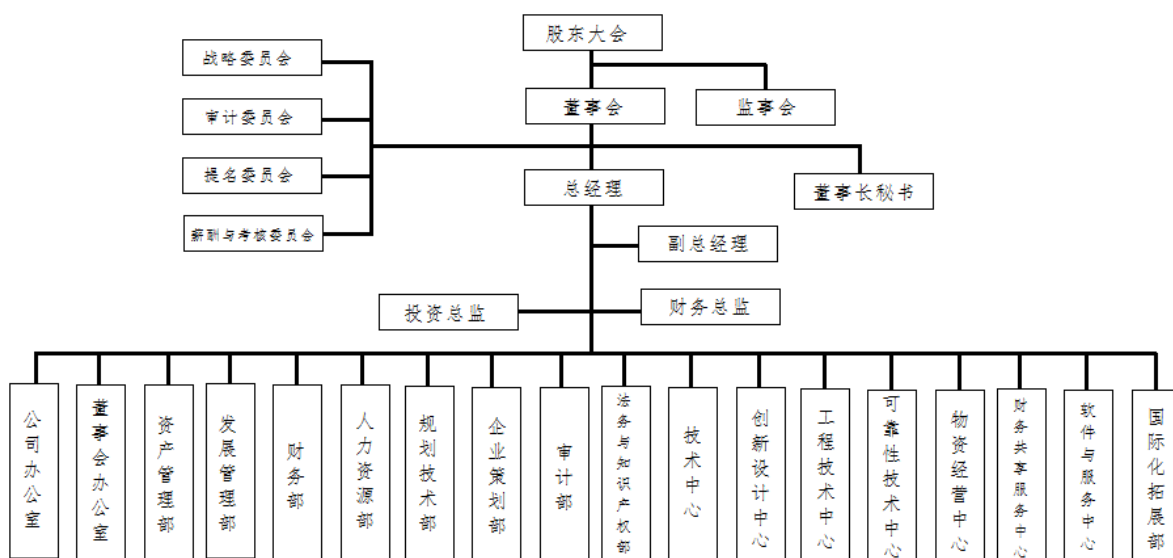 股东大会
战略委员会
董事会
监事会
审计委员会
提名委员会
总经理
董事长秘书
薪酬与考核委员会
副总经理
投资总监
财务总监
公司办公室
董事会办公室
资产管理部
发展管理部
财务部
人力资源部
规划技术部
企业策划部
审计部
法务与知识产权部
技术中心
创新设计中心
工程技术中心
可靠性技术中心
物资经营中心
财务共享服务中心
软件与服务中心
国际化拓展部